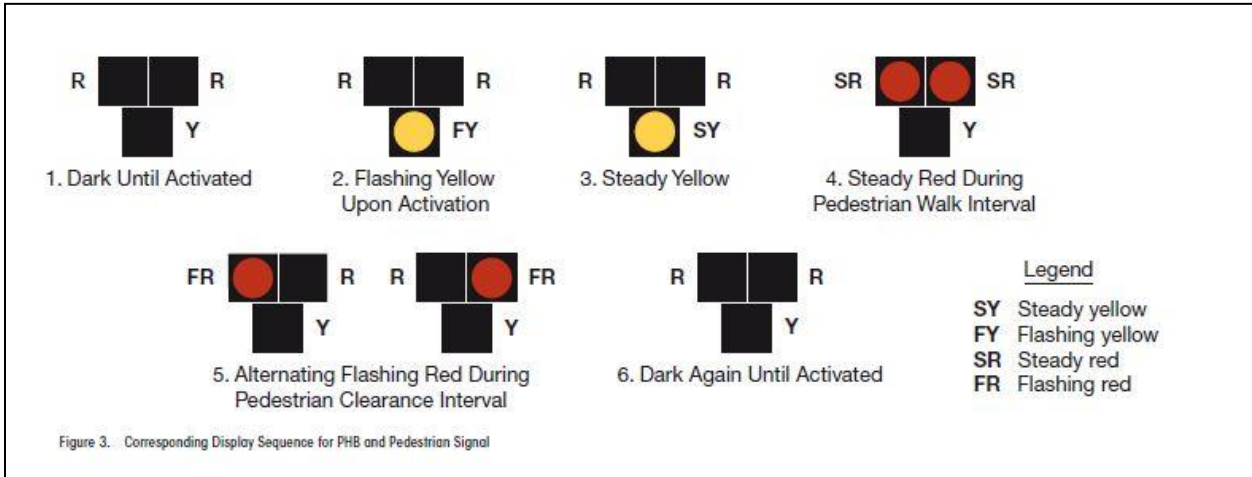 R R
Y
1. Dark Until Activated
R R
FY
2. Flashing Yellow
Upon Activation
R R
SY
3. Steady Yellow
SR SR
Y
4. Steady Red During
Pedestrian Walk Interval
FR R
Y
R FR
Y
5. Alternating Flashing Red During
Pedestrian Clearance Interval
R R
Y
6. Dark Again Until Activated
Legend
SY Steady yellow
FY Flashing yellow
SR Steady red
FR Flashing red
Figure 3. Corresponding Display Sequence for PHB and Pedestrian Signal